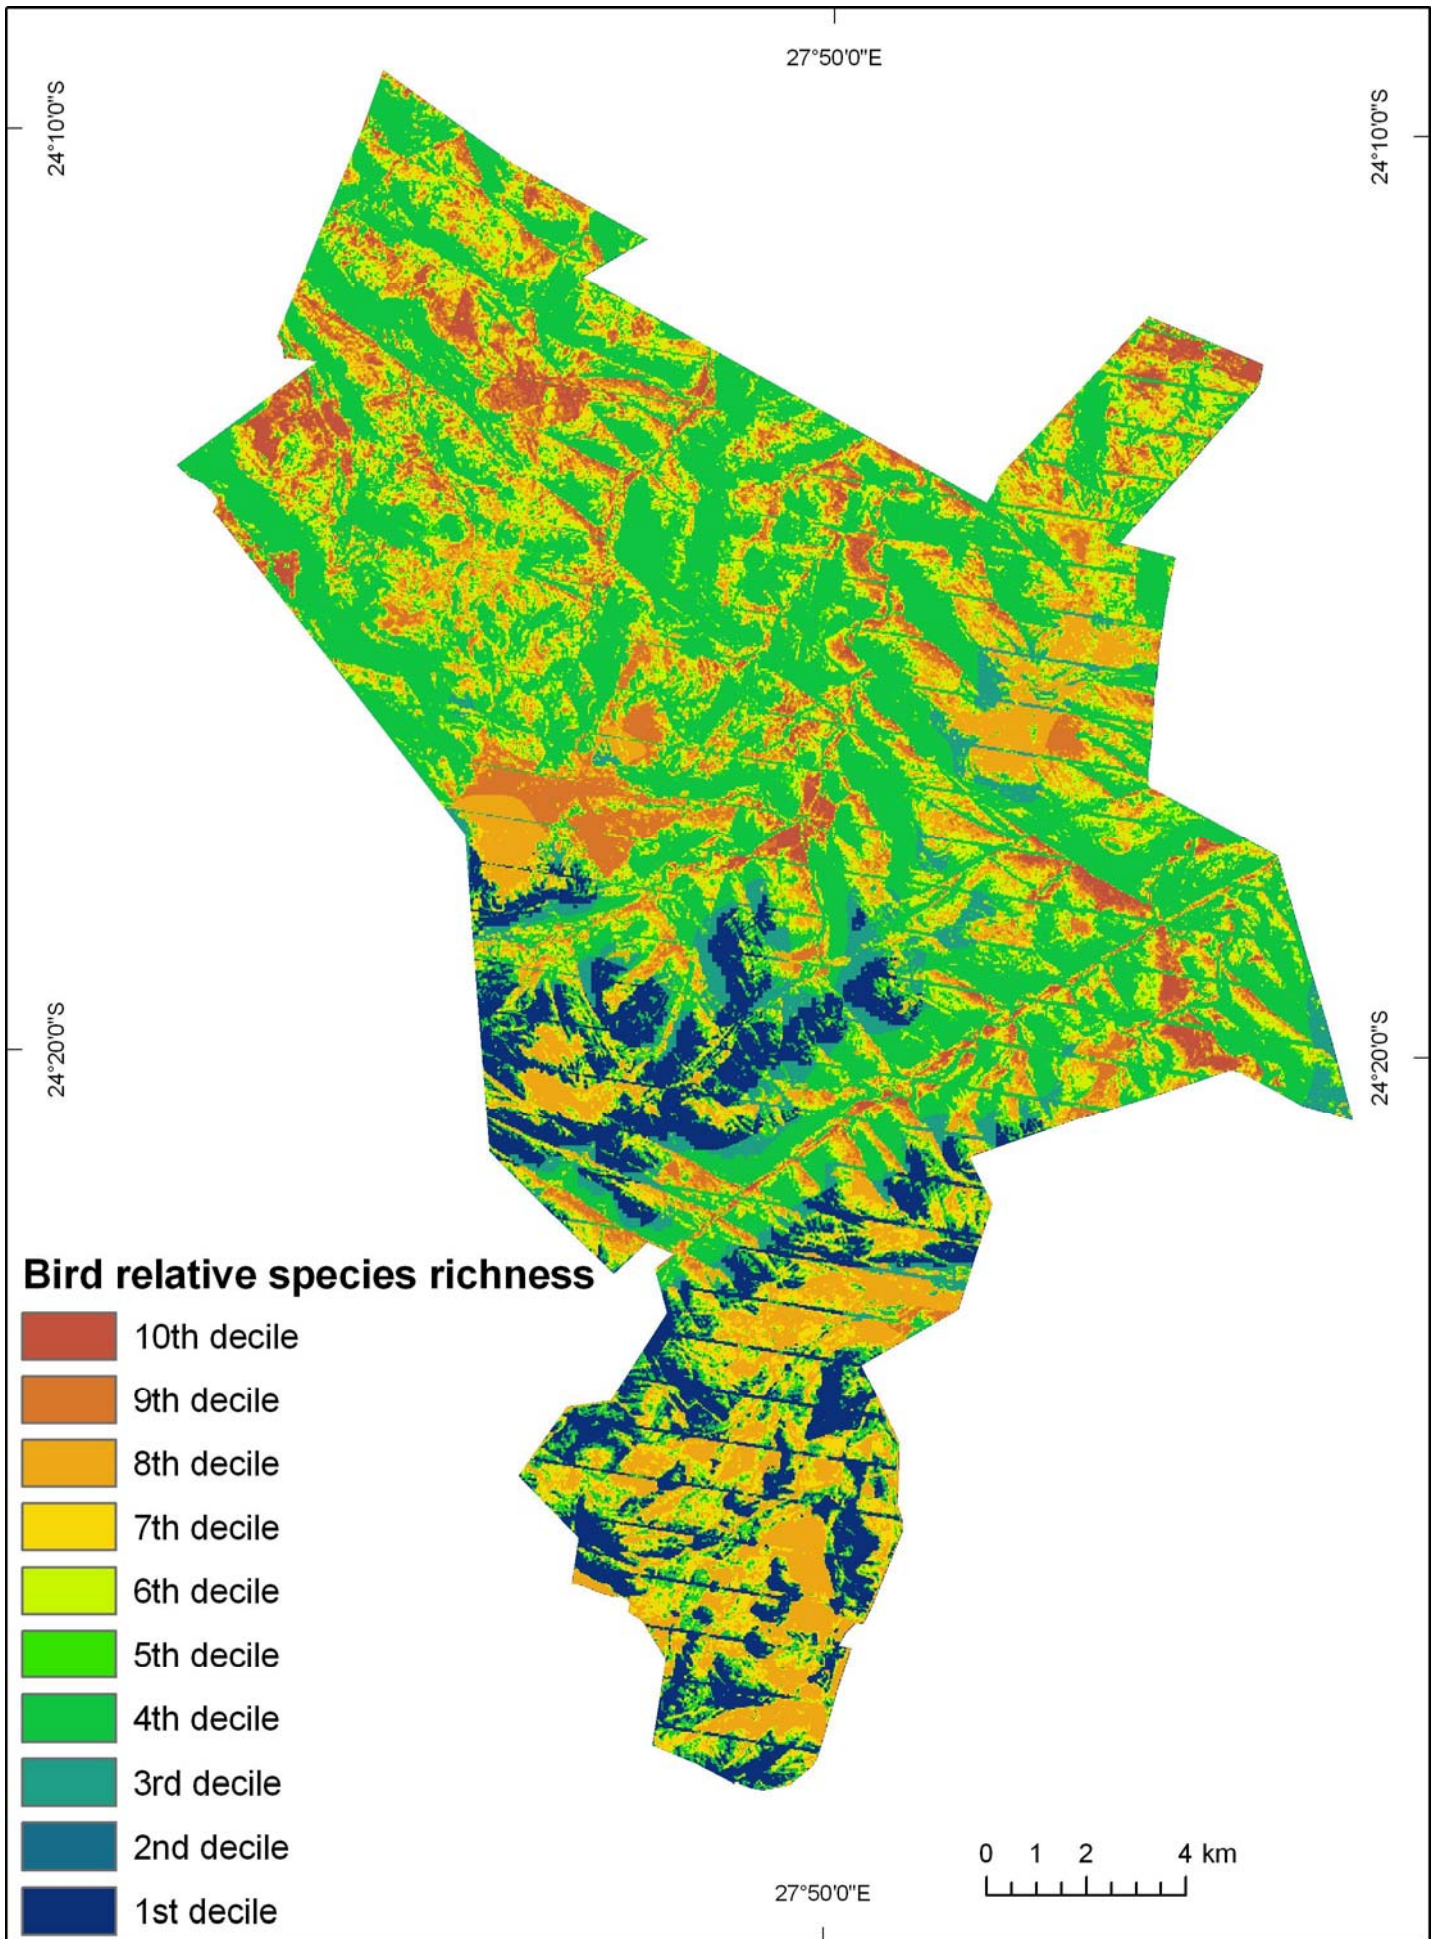 27°50'0"E
24°10'0"S
24°10'0"S
24°20'0"S
24°20'0"S
Bird relative species richness
10th decile
9th decile
8th decile
7th decile
6th decile
5th decile
4th decile
3rd decile
2nd decile
1st decile
0 1 2 4 km
27°50'0"E